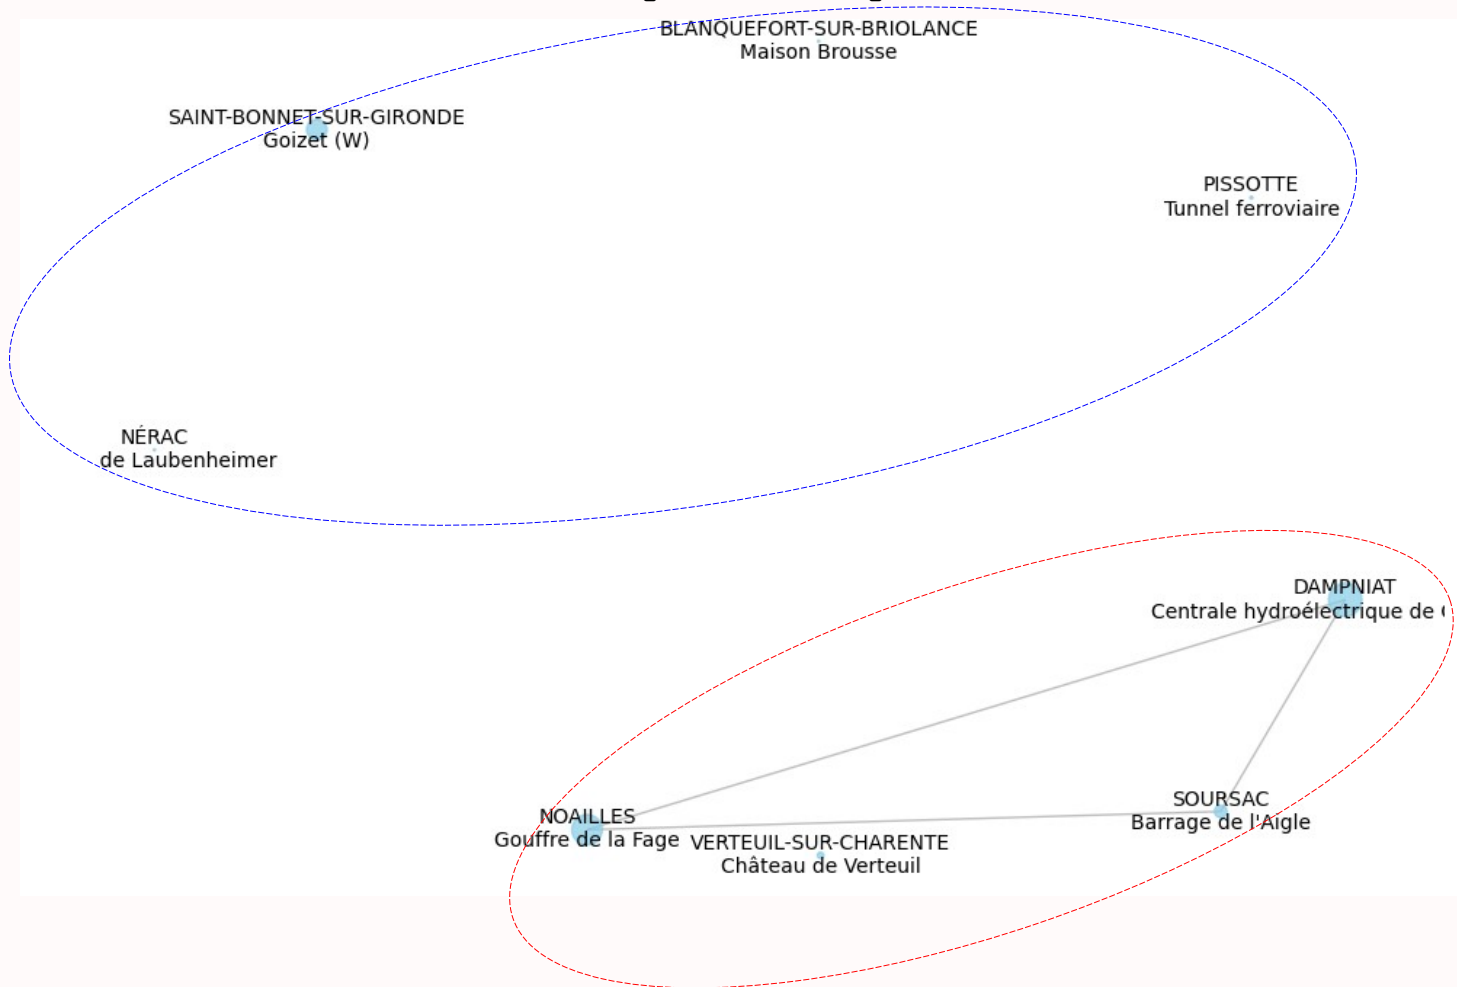 BLANQUEFORT-SUR-BRIOLANCE
Maison Brousse
SAINT-BONNET-SUR-GIRONDE
Goizet (W)
PISSOTTE
Tunnel ferroviaire
NÉRAC
de Laubenheimer
DAMPNIAT
Centrale hydroélectrique de
NOAILLES
Gouffre de la Fage
SOURSAC
Barrage de l'Aigle
VERTEUIL-SUR-CHARENTE
Château de Verteuil